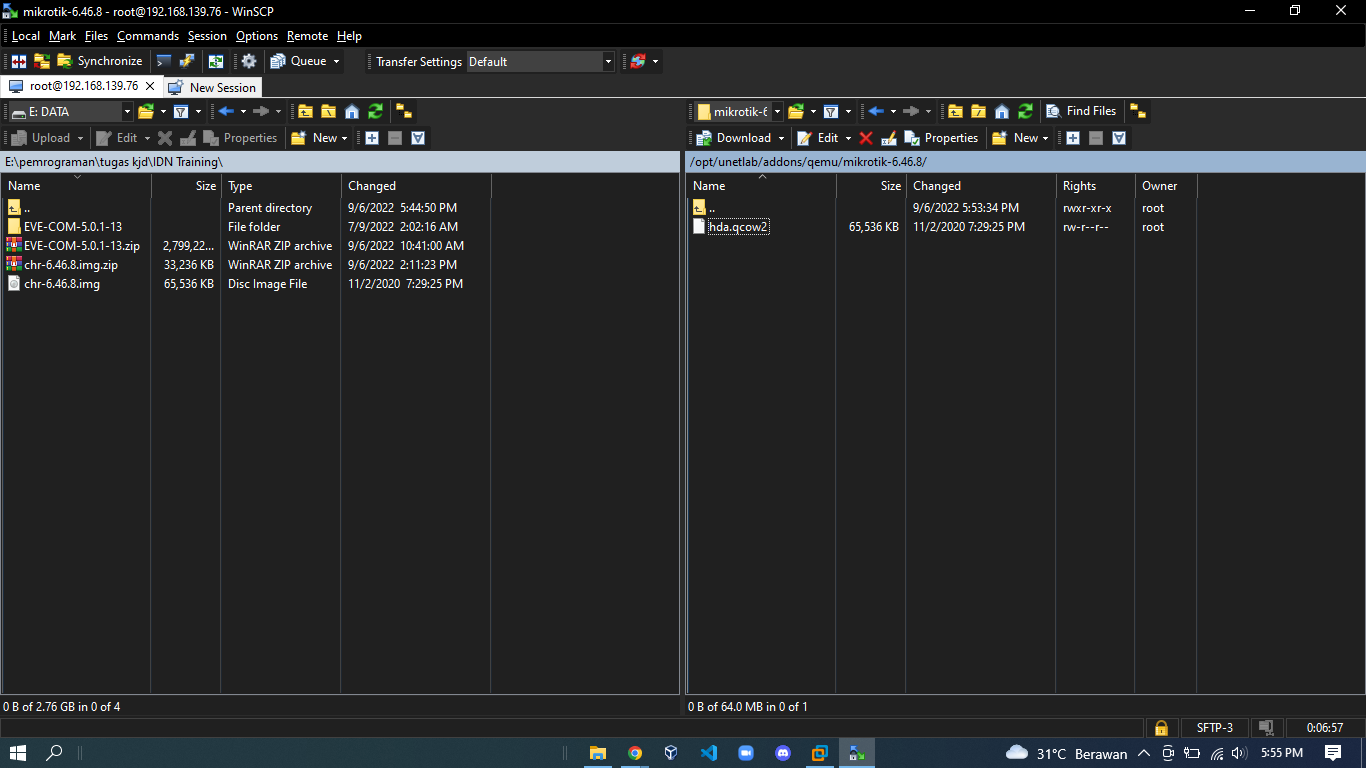 mikrotik-6.46.8 - root@192.168.139.76 - WinSCP
Local Mark Files Commands Session Options Remote Help
Synchronize Queue Transfer Settings Default
root@192.168.139.76 New Session
E: DATA
mikrotik-6 Find Files
Upload Edit Properties New
Download Edit Properties New
E:\pemrograman\tugas kjd\IDN Training\
/opt/unetlab/addons/qemu/mikrotik-6.46.8/
Name Size Type Changed
.. Parent directory 9/6/2022 5:44:50 PM
EVE-COM-5.0.1-13 File folder 7/9/2022 2:02:16 AM
EVE-COM-5.0.1-13.zip 2,799,22... WinRAR ZIP archive 9/6/2022 10:41:00 AM
chr-6.46.8.img.zip 33,236 KB WinRAR ZIP archive 9/6/2022 2:11:23 PM
chr-6.46.8.img 65,536 KB Disc Image File 11/2/2020 7:29:25 PM
Name Size Changed Rights Owner
.. 9/6/2022 5:53:34 PM rwxr-xr-x root
hda.qcow2 65,536 KB 11/2/2020 7:29:25 PM rw-r--r-- root
0 B of 2.76 GB in 0 of 4
0 B of 64.0 MB in 0 of 1
SFTP-3 0:06:57
31°C Berawan 5:55 PM